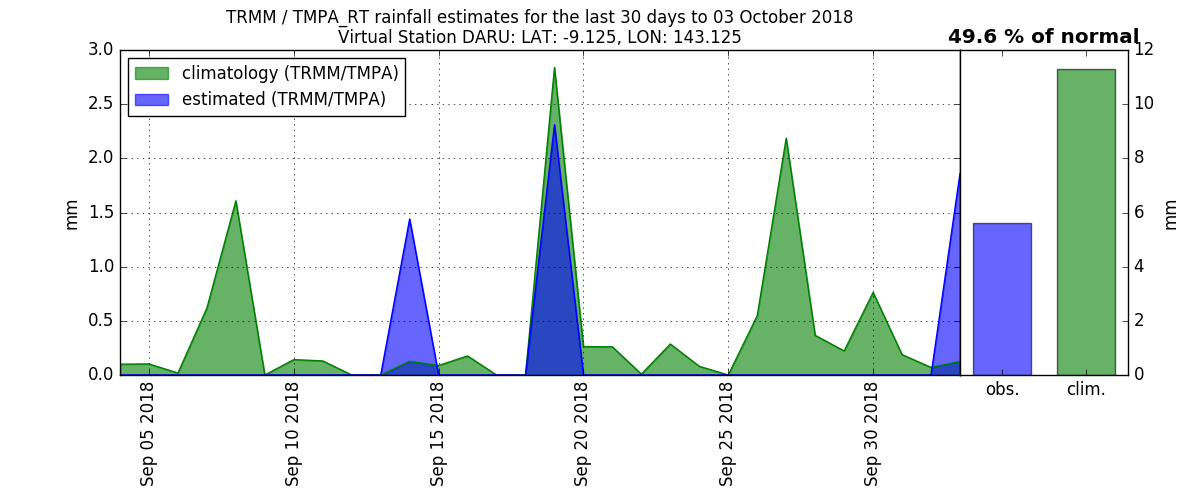 TRMM / TMPA_RT rainfall estimates for the last 30 days to 03 October 2018
Virtual Station DARU: LAT: -9.125, LON: 143.125
49.6 % of normal
climatology (TRMM/TMPA)
estimated (TRMM/TMPA)
mm
3.0
2.5
2.0
1.5
1.0
0.5
0.0
Sep 05 2018
Sep 10 2018
Sep 15 2018
Sep 20 2018
Sep 25 2018
Sep 30 2018
obs.
clim.
12
10
8
6
4
2
0
mm